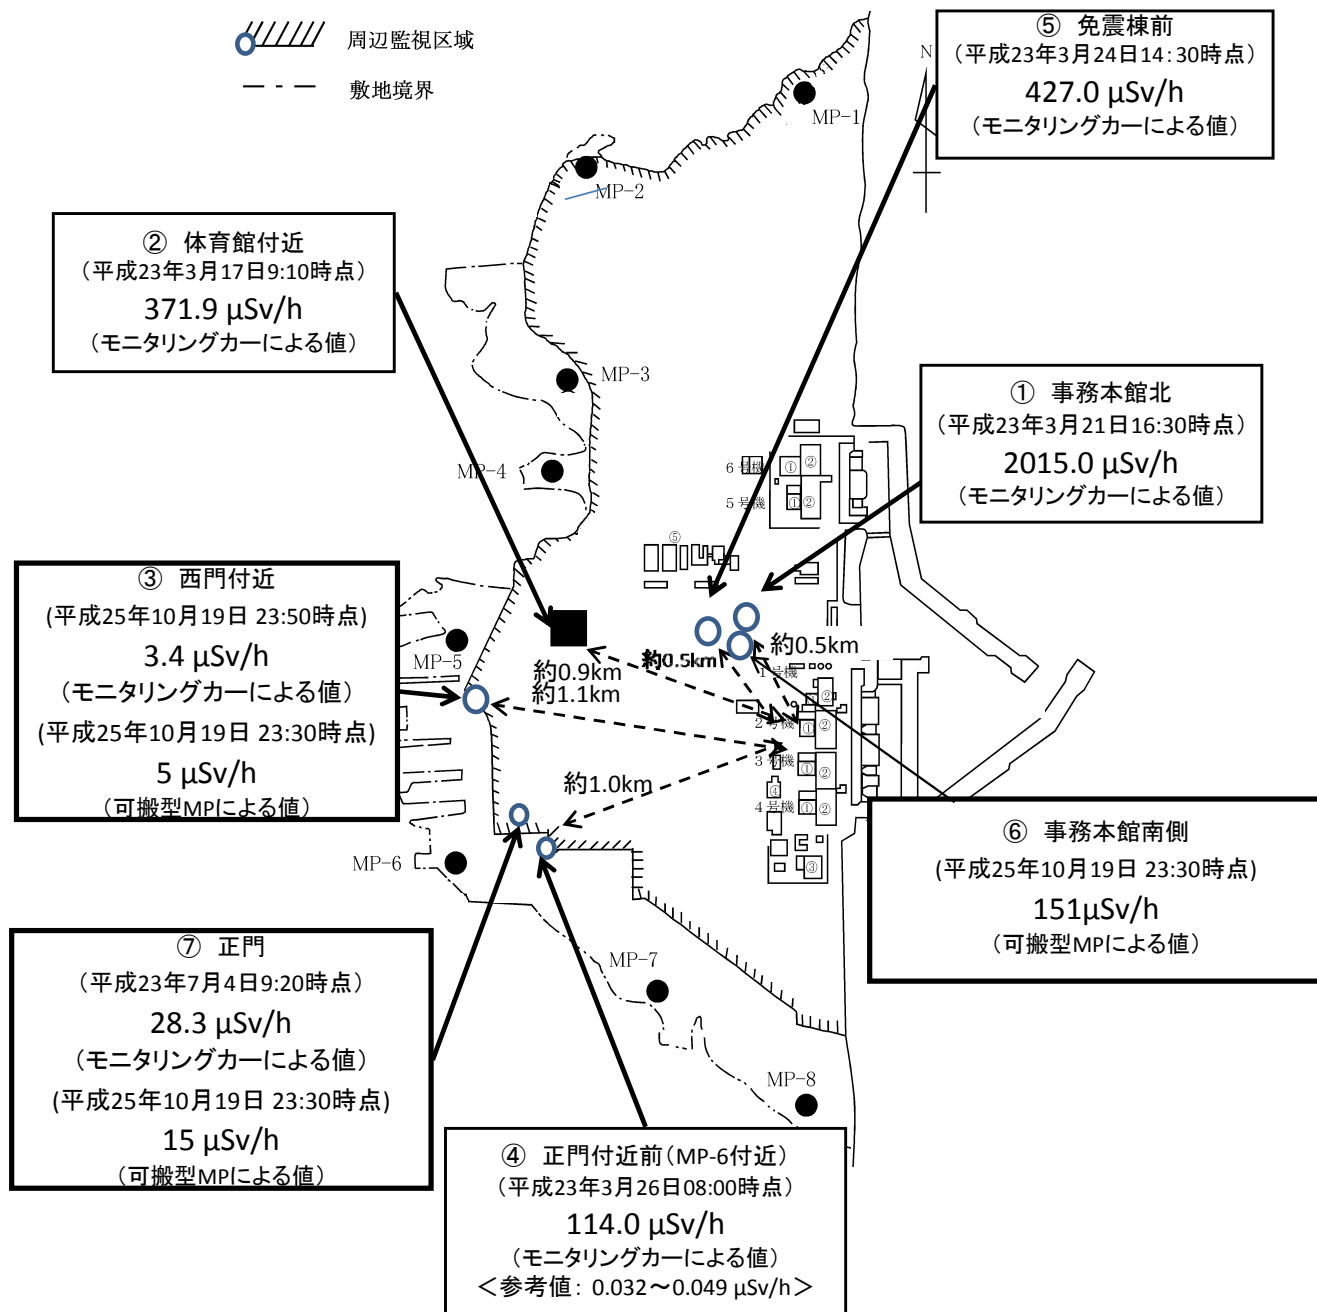 周辺監視区域
敷地境界
⑤ 免震棟前
（平成23年3月24日14：30時点）
427.0 μSv/h
（モニタリングカーによる値）
N
MP-1
MP-2
② 体育館付近
（平成23年3月17日9:10時点）
371.9 μSv/h
（モニタリングカーによる値）
MP-3
① 事務本館北
（平成23年3月21日16:30時点）
2015.0 μSv/h
（モニタリングカーによる値）
MP-4
６号機
①
②
５号機
①
②
⑤
③ 西門付近
(平成25年10月19日 23:50時点)
3.4 μSv/h
（モニタリングカーによる値）
(平成25年10月19日 23:30時点)
5 μSv/h
（可搬型MPによる値）
MP-5
約0.9km
約1.1km
約0.5km
約0.5km
１号機
②
２号機
①
②
３号機
①
②
約1.0km
④
４号機
①
②
③
MP-6
⑥ 事務本館南側
(平成25年10月19日 23:30時点)
151μSv/h
（可搬型MPによる値）
⑦ 正門
（平成23年7月4日9:20時点）
28.3 μSv/h
（モニタリングカーによる値）
(平成25年10月19日 23:30時点)
15 μSv/h
（可搬型MPによる値）
MP-7
MP-8
④ 正門付近前（MP-6付近）
（平成23年3月26日08:00時点）
114.0 μSv/h
（モニタリングカーによる値）
＜参考値： 0.032～0.049 μSv/h＞